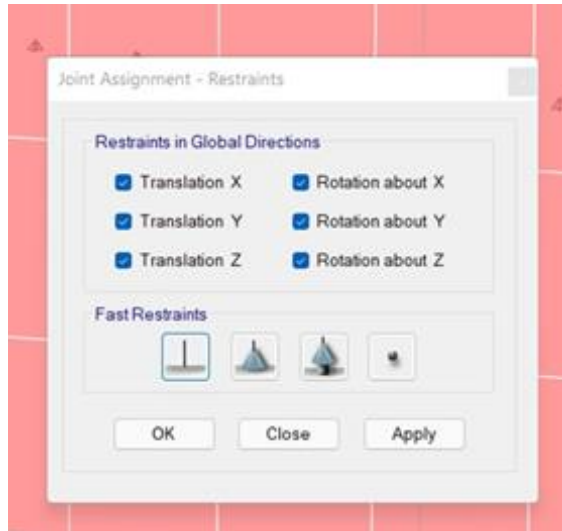 Joint Assignment - Restraints
Restraints in Global Directions
Translation X Rotation about X
Translation Y Rotation about Y
Translation Z Rotation about Z
Fast Restraints
OK Close Apply